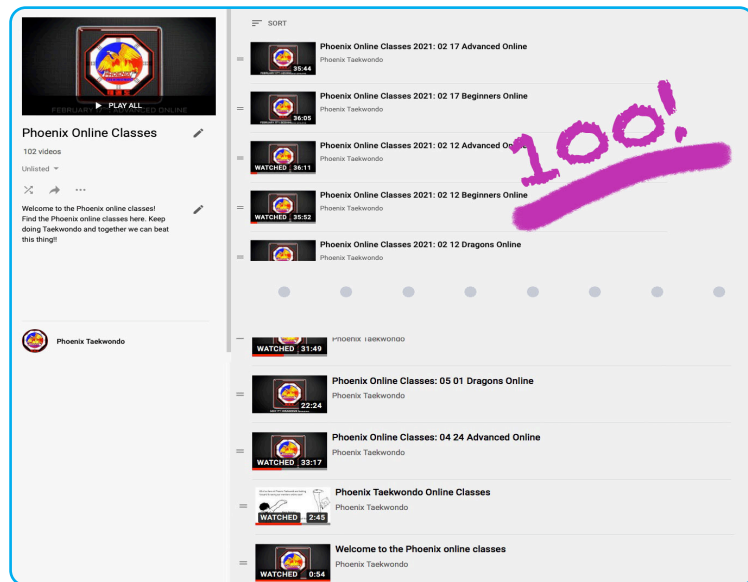 FEBRUARY 17 ADVANCED ONLINE
PLAY ALL
Phoenix Online Classes
102 videos
Unlisted
Welcome to the Phoenix online classes!
Find the Phoenix online classes here. Keep
doing Taekwondo and together we can beat
this thing!!
Phoenix Taekwondo
SORT
Phoenix Online Classes 2021: 02 17 Advanced Online
Phoenix Taekwondo
35:44
Phoenix Online Classes 2021: 02 17 Beginners Online
Phoenix Taekwondo
36:05
Phoenix Online Classes 2021: 02 12 Advanced
Phoenix Taekwondo
WATCHED 36:11
Phoenix Online Classes 2021: 02 12 Beginners Online
Phoenix Taekwondo
WATCHED 35:52
Phoenix Online Classes 2021: 02 12 Dragons Online
Phoenix Taekwondo
100!
Phoenix Taekwondo
WATCHED 31:49
Phoenix Online Classes: 05 01 Dragons Online
Phoenix Taekwondo
22:24
Phoenix Online Classes: 04 24 Advanced Online
Phoenix Taekwondo
WATCHED 33:17
Phoenix Taekwondo Online Classes
Phoenix Taekwondo
WATCHED 2:45
Welcome to the Phoenix online classes
Phoenix Taekwondo
WATCHED 0:54